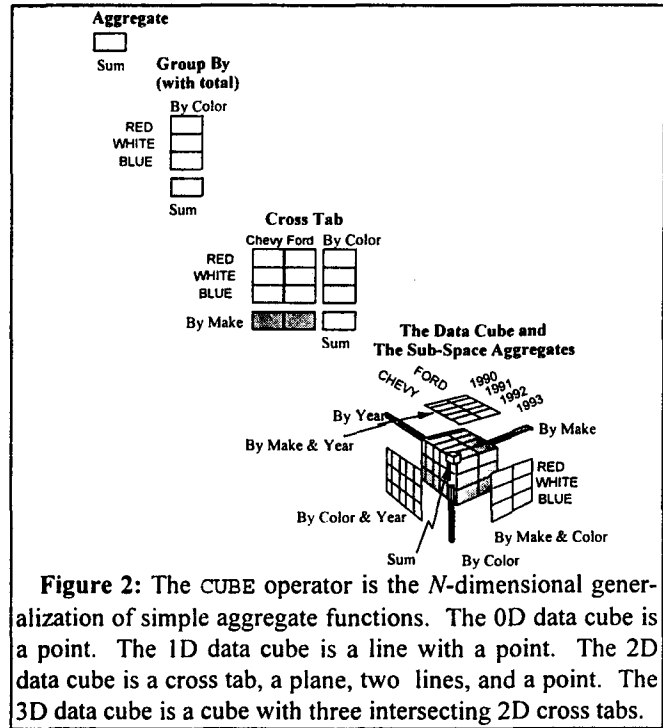 Aggregate
Sum
Group By
(with total)
By Color
RED
WHITE
BLUE
Sum
Cross Tab
Chevy Ford By Color
RED
WHITE
BLUE
By Make
Sum
The Data Cube and
The Sub-Space Aggregates
CHEVY
FORD
1990
1991
1992
1993
By Year
By Make
By Make & Year
RED
WHITE
BLUE
By Color & Year
By Make & Color
Sum
By Color
Figure 2: The CUBE operator is the N-dimensional gener-
alization of simple aggregate functions. The 0D data cube is
a point. The 1D data cube is a line with a point. The 2D
data cube is a cross tab, a plane, two lines, and a point. The
3D data cube is a cube with three intersecting 2D cross tabs.